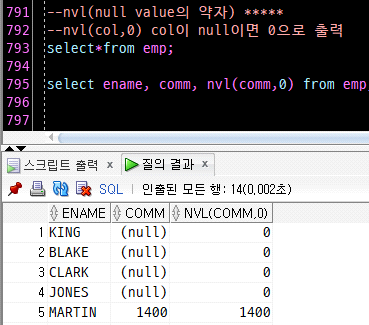 791 --nvl(null value의 약자) *****
792 --nvl(col,0) col이 null이면 0으로 출력
793 select*from emp;
794
795 select ename, comm, nvl(comm,0) from emp
796
797
스크립트 출력 x 질의 결과 x
SQL | 인출된 모든 행: 14(0,002초)
ENAME COMM NVL(COMM,0)
1 KING (null) 0
2 BLAKE (null) 0
3 CLARK (null) 0
4 JONES (null) 0
5 MARTIN 1400 1400